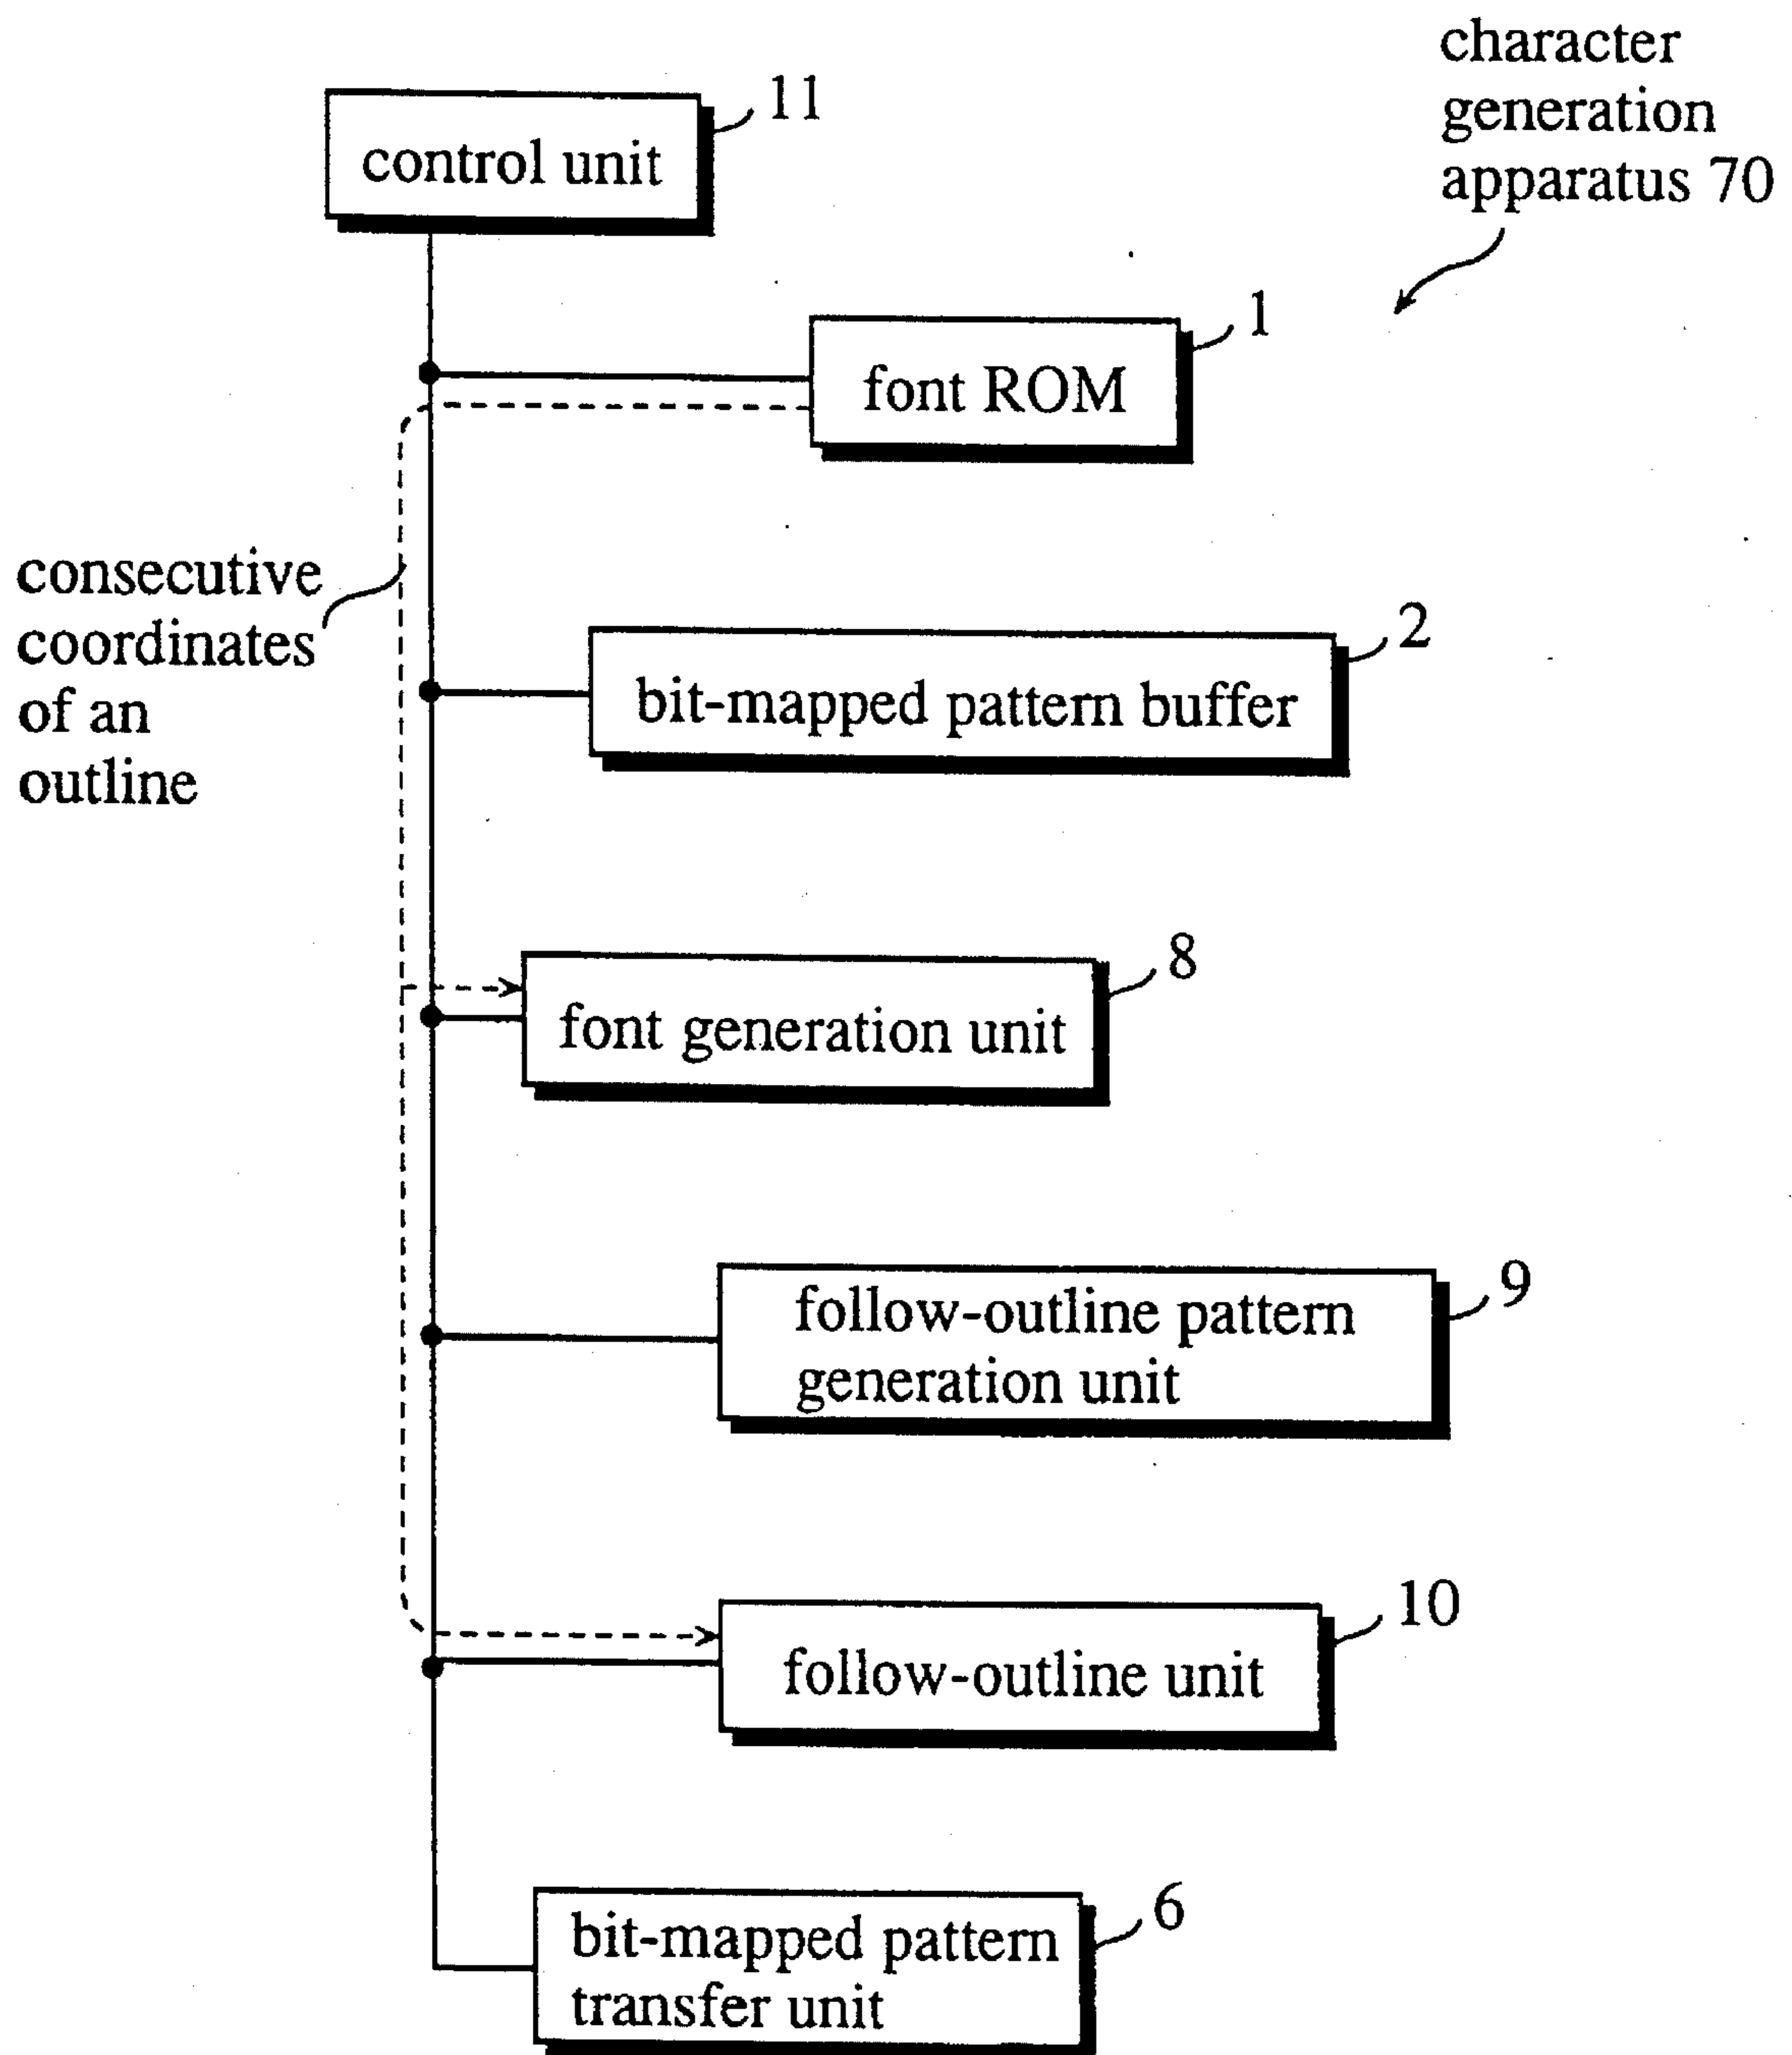 character
generation
apparatus 70
11
control unit
1
font ROM
consecutive
coordinates
of an
outline
2
bit-mapped pattern buffer
8
font generation unit
9
follow-outline pattern
generation unit
10
follow-outline unit
6
bit-mapped pattern
transfer unit